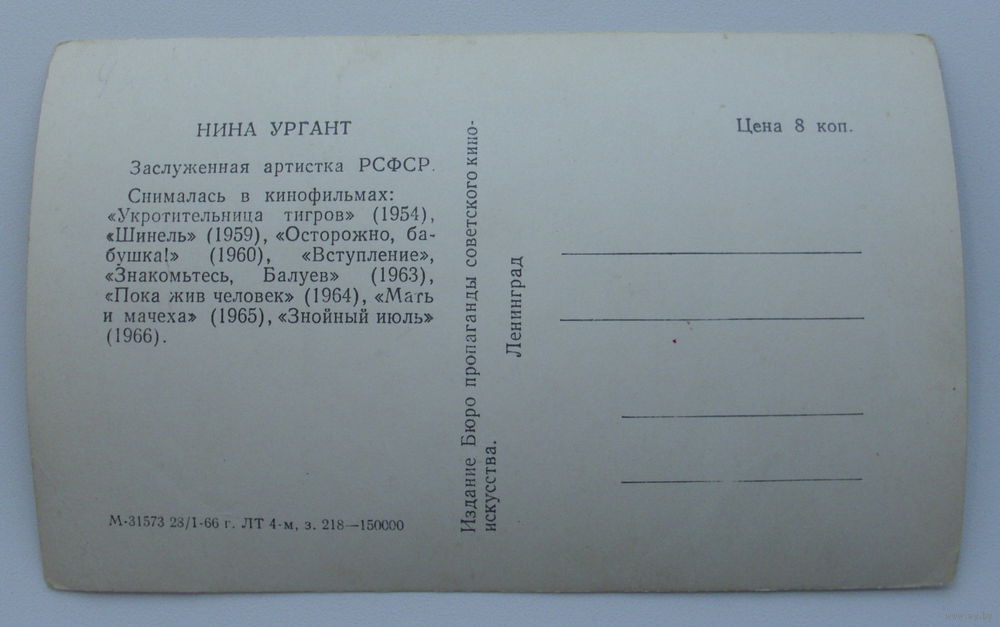 НИНА УРГАНТ
Заслуженная артистка РСФСР.
Снималась в кинофильмах:
«Укротительница тигров» (1954),
«Шинель» (1959), «Осторожно, ба-
бушка!» (1960), «Вступление»,
«Знакомьтесь, Балуев» (1963),
«Пока жив человек» (1964), «Мать
и мачеха» (1965), «Знойный июль»
(1966).
М-31573 28/I-66 г. ЛТ 4-м, з. 218—150000
Издание Бюро пропаганды советского кино-
искусства.
Ленинград
Цена 8 коп.